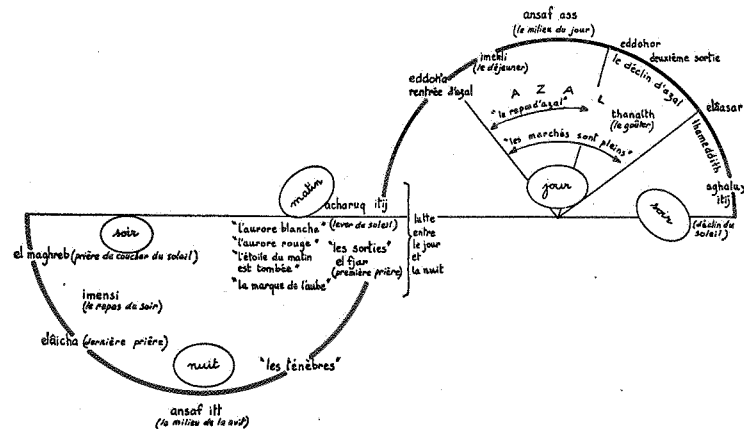 ansaf ass
(le milieu du jour)
imekli
(le déjeuner)
eddoha
rentrée d'azal
eddohor
deuxième sortie
le déclin d'azal
A Z A L
"le repos d'azal"
thanalth
(le goûter)
elâasar
"les marchés sont pleins"
thameddith
jour
aghaluy
itij
soir
(déclin du
soleil)
matin
acharuq itij
(lever du soleil)
"l'aurore blanche"
"l'aurore rouge"
"l'étoile du matin
est tombée"
"la marque de l'aube"
"les sorties"
el fjar
(première prière)
lutte
entre
le jour
et
la nuit
soir
el maghreb (prière du coucher du soleil)
imensi
(le repas du soir)
elâicha (dernière prière)
nuit
"les ténèbres"
ansaf itt
(le milieu de la nuit)